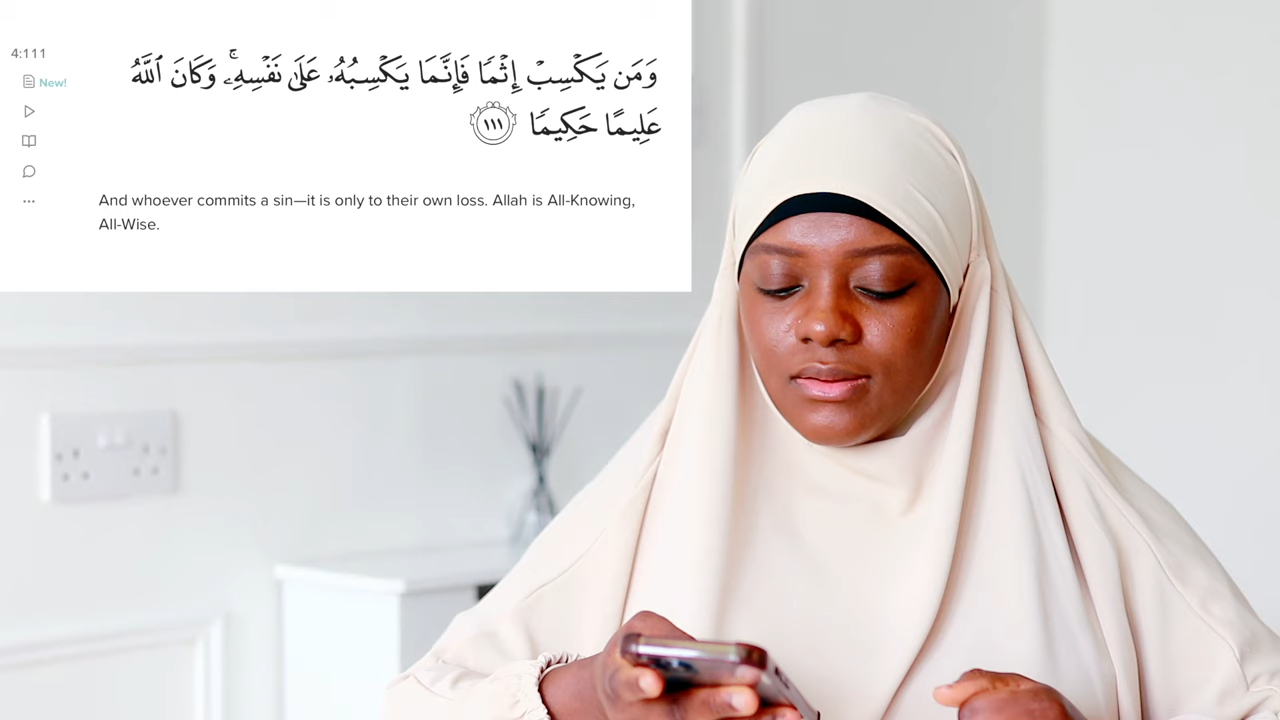 4:111
New!
وَمَن يَكْسِبْ إِثْمًا فَإِنَّمَا يَكْسِبُهُۥ عَلَىٰ نَفْسِهِۦ ۚ وَكَانَ ٱللَّهُ
عَلِيمًا حَكِيمًا ١١١
And whoever commits a sin—it is only to their own loss. Allah is All-Knowing,
All-Wise.